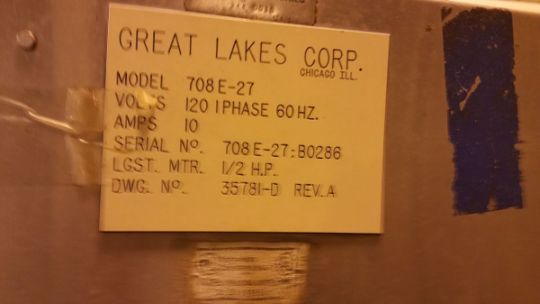 GREAT LAKES CORP.
CHICAGO ILL.
MODEL 708E-27
VOLTS 120 1 PHASE 60 HZ.
AMPS 10
SERIAL Nº. 708E-27:B0286
LGST. MTR. 1/2 H.P.
DWG. Nº. 35781-D REV.A